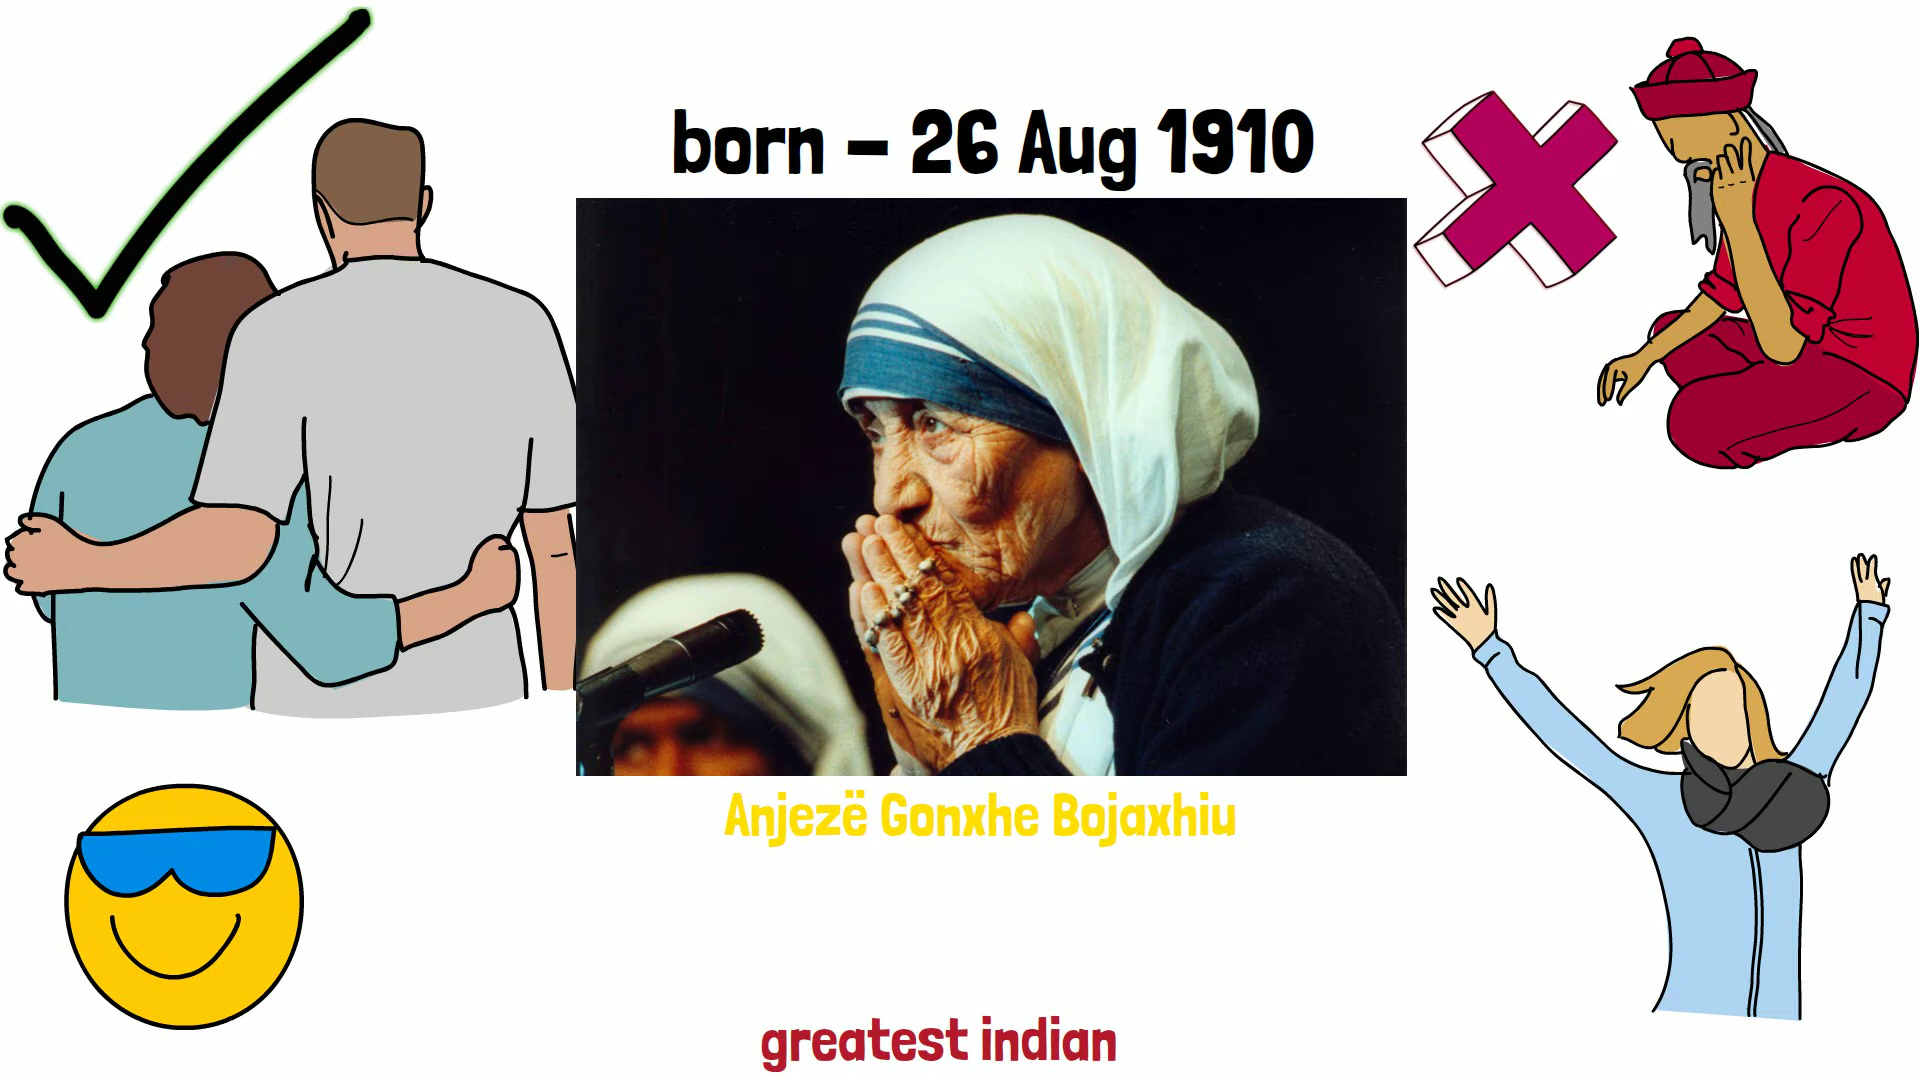 born – 26 Aug 1910
Anjezë Gonxhe Bojaxhiu
greatest indian